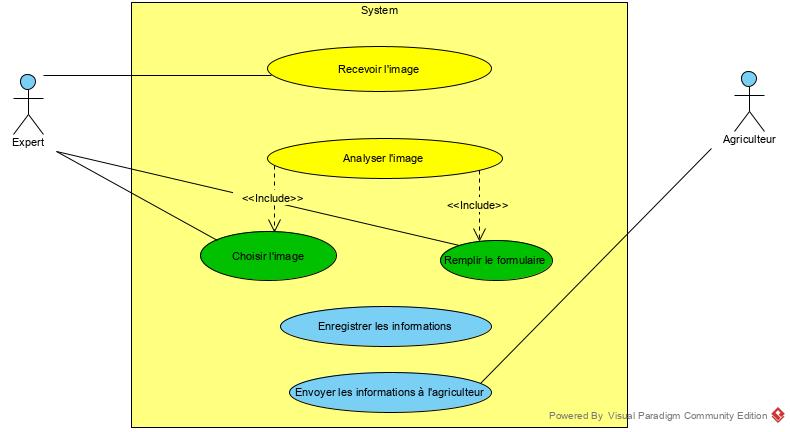 System
Recevoir l'image
Expert
Agriculteur
Analyser l'image
<<Include>>
<<Include>>
Choisir l'image
Remplir le formulaire
Enregistrer les informations
Envoyer les informations à l'agriculteur
Powered By Visual Paradigm Community Edition